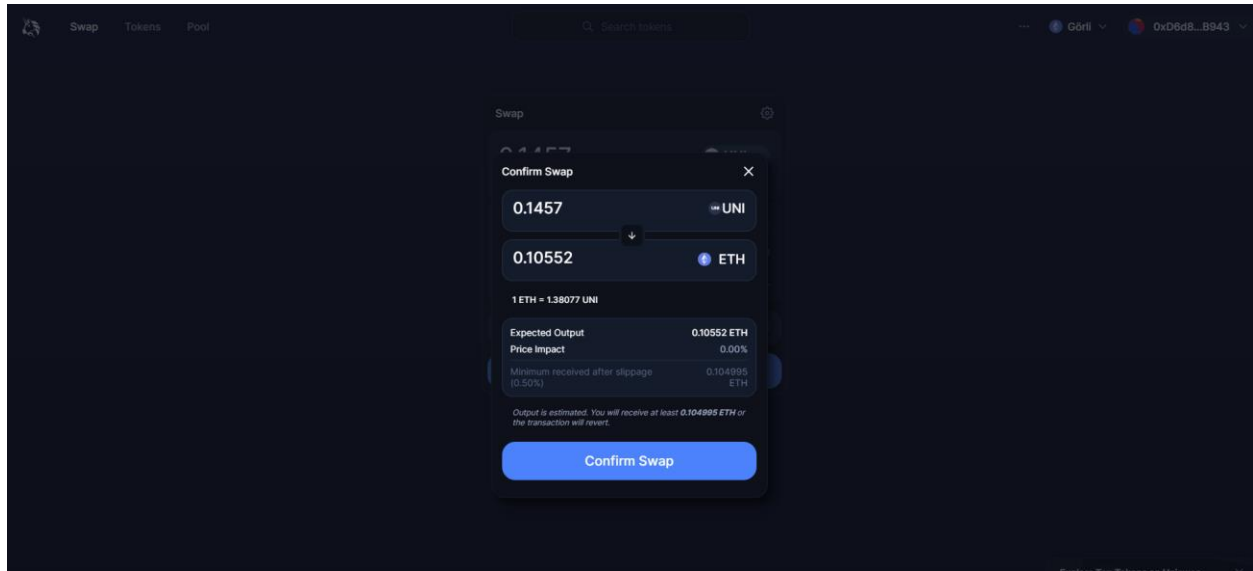 Swap Tokens Pool Search tokens ... Görli 0xD6d8...B943
Swap
0.1457
Confirm Swap
0.1457 UNI
0.10552 ETH
1 ETH = 1.38077 UNI
Expected Output 0.10552 ETH
Price Impact 0.00%
Minimum received after slippage 0.104995
(0.50%) ETH
Output is estimated. You will receive at least 0.104995 ETH or
the transaction will revert.
Confirm Swap